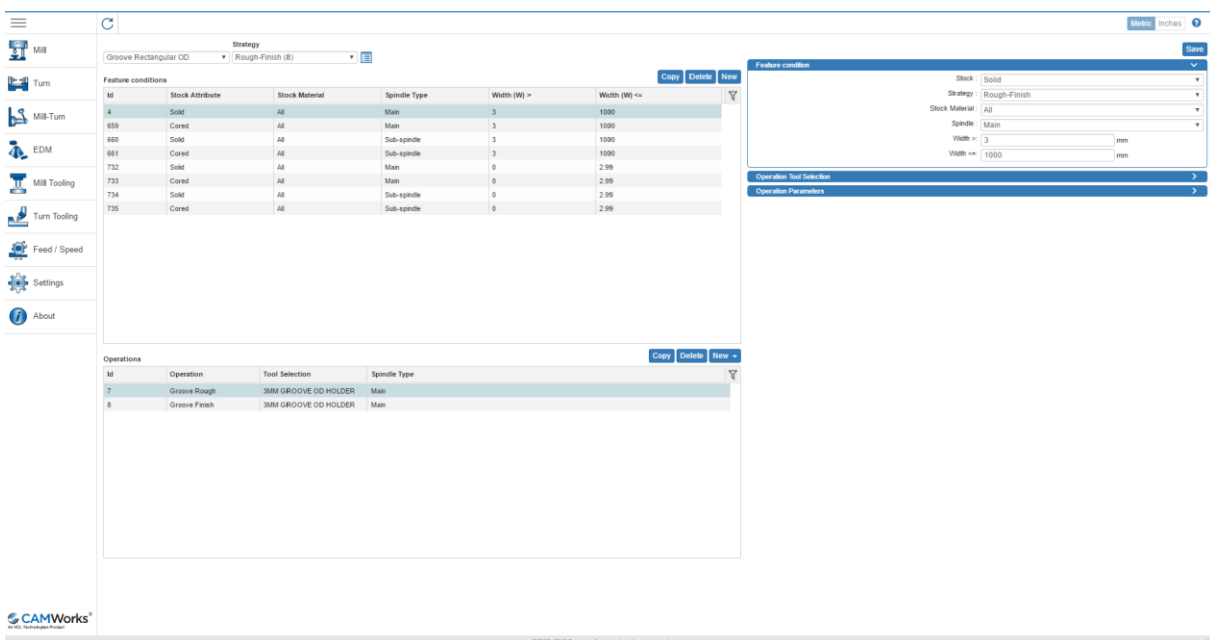 Metric Inches ?
Mill
Turn
Mill-Turn
EDM
Mill Tooling
Turn Tooling
Feed / Speed
Settings
About
CAMWorks®
An HCL Technologies Product
Strategy
Groove Rectangular OD Rough-Finish (8)
Feature conditions Copy Delete New
Id Stock Attribute Stock Material Spindle Type Width (W) > Width (W) <=
4 Solid All Main 3 1000
659 Cored All Main 3 1000
660 Solid All Sub-spindle 3 1000
661 Cored All Sub-spindle 3 1000
732 Solid All Main 0 2.99
733 Cored All Main 0 2.99
734 Solid All Sub-spindle 0 2.99
735 Cored All Sub-spindle 0 2.99
Operations Copy Delete New
Id Operation Tool Selection Spindle Type
7 Groove Rough 3MM GROOVE OD HOLDER Main
8 Groove Finish 3MM GROOVE OD HOLDER Main
Save
Feature condition
Stock : Solid
Strategy : Rough-Finish
Stock Material : All
Spindle : Main
Width >: 3 mm
Width <=: 1000 mm
Operation Tool Selection
Operation Parameters